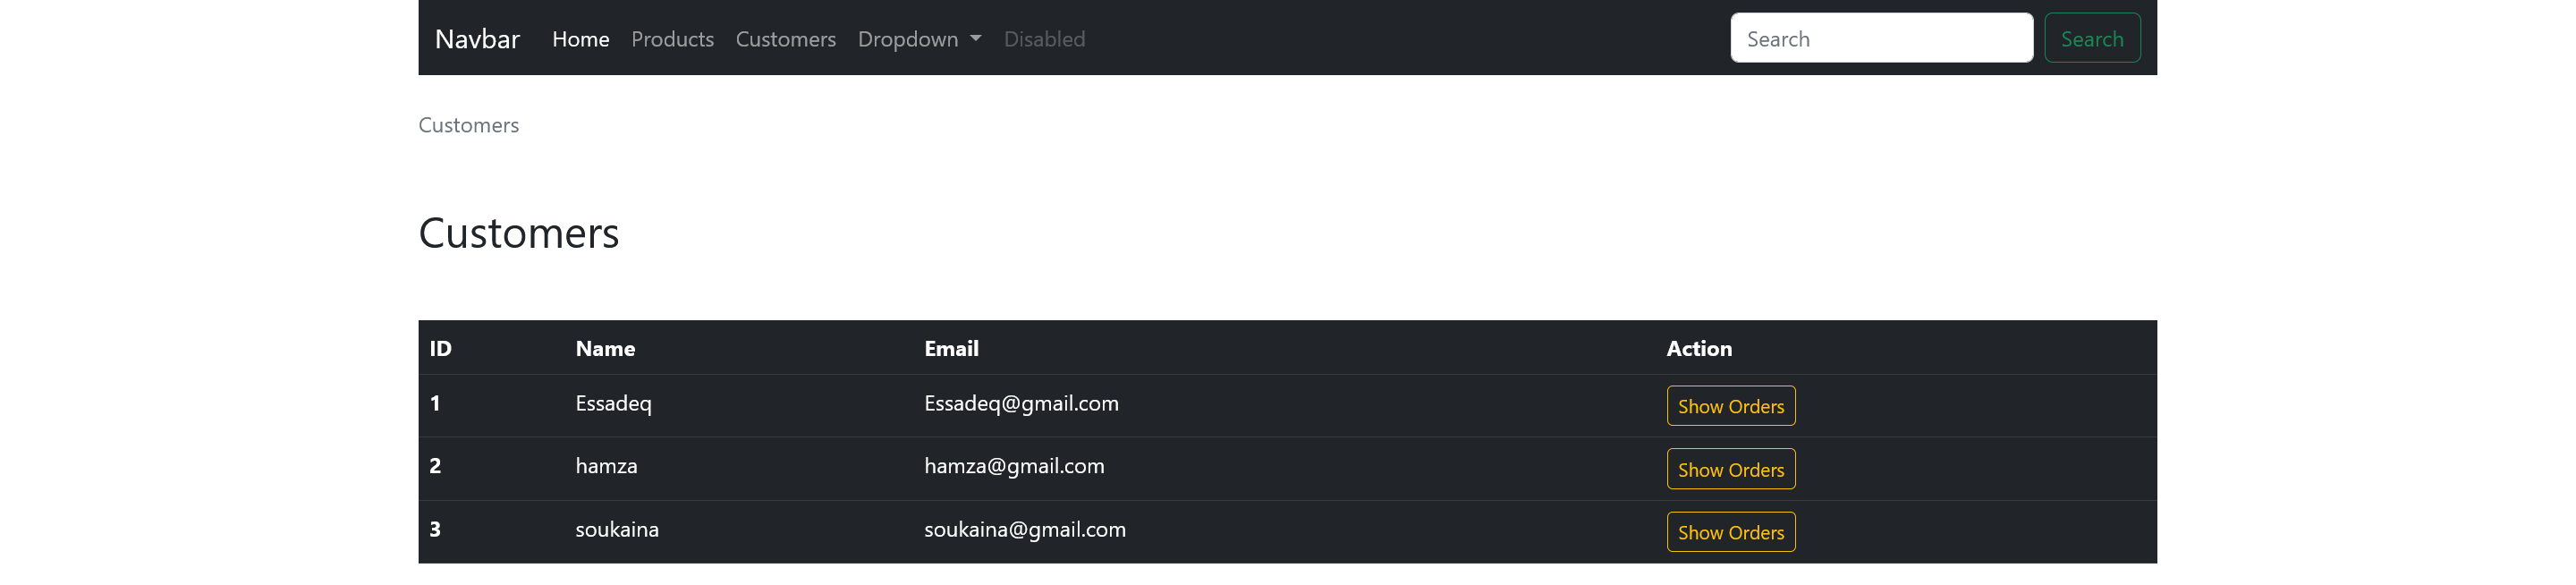 Navbar Home Products Customers Dropdown Disabled Search Search
Customers
Customers
ID Name Email Action
1 Essadeq Essadeq@gmail.com Show Orders
2 hamza hamza@gmail.com Show Orders
3 soukaina soukaina@gmail.com Show Orders